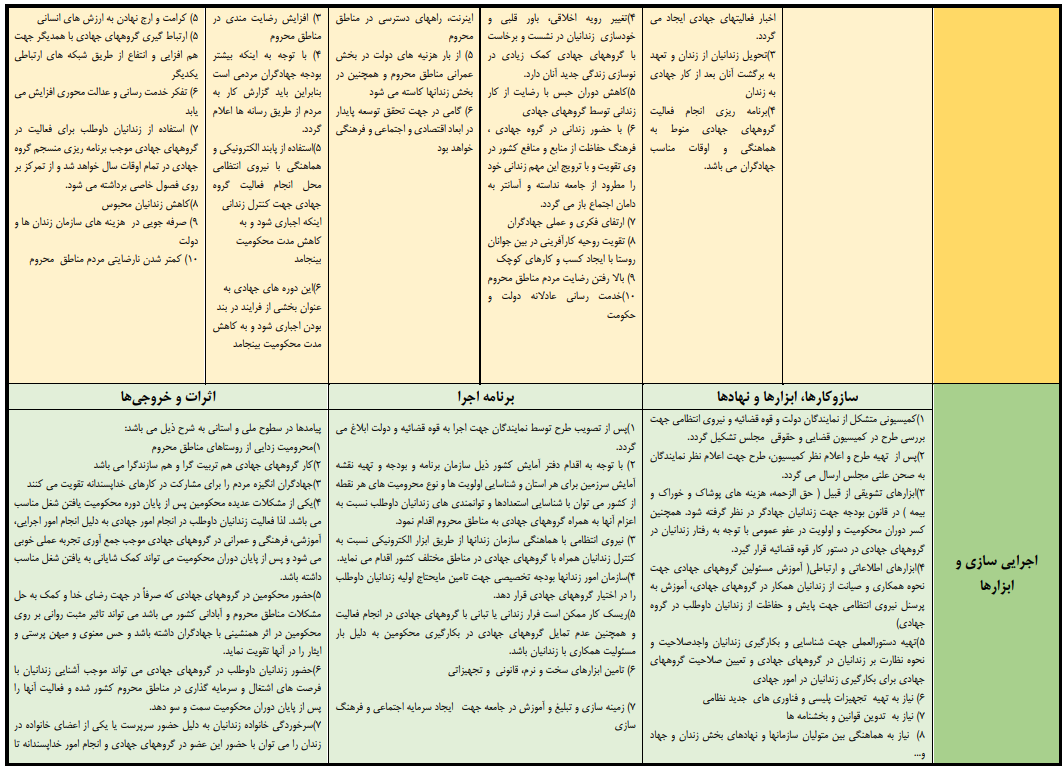 اخبار فعالیتهای جهادی ایجاد می
گردد.
۳)تحویل زندانیان از زندان و تعهد
به برگشت آنان بعد از کار جهادی
به زندان
۴)برنامه ریزی انجام فعالیت
گروههای جهادی منوط به
هماهنگی و اوقات مناسب
جهادگران می باشد.
۴)تغییر رویه اخلاقی، باور قلبی و
خودسازی زندانیان در نشست و برخاست
با گروههای جهادی کمک زیادی در
نوسازی زندگی جدید آنان دارد.
۵)کاهش دوران حبس با رضایت از کار
زندانی توسط گروههای جهادی
۶) با حضور زندانی در گروه جهادی ،
فرهنگ حفاظت از منابع و منافع کشور در
وی تقویت و با ترویج این مهم زندانی خود
را مطرود از جامعه ندانسته و آسانتر به
دامان اجتماع باز می گردد.
۷) ارتقای فکری و عملی جهادگران
۸) تقویت روحیه کارآفرینی در بین جوانان
روستا با ایجاد کسب و کارهای کوچک
۹) بالا رفتن رضایت مردم مناطق محروم
۱۰)خدمت رسانی عادلانه دولت و
حکومت
اینرنت، راههای دسترسی در مناطق
محروم
۵) از بار هزینه های دولت در بخش
عمرانی مناطق محروم و همچنین در
بخش زندانها کاسته می شود
۶) گامی در جهت تحقق توسعه پایدار
در ابعاد اقتصادی و اجتماعی و فرهنگی
خواهد بود
۳) افزایش رضایت مندی در
مناطق محروم
۴) با توجه به اینکه بیشتر
بودجه جهادگران مردمی است
بنابراین باید گزارش کار به
مردم از طریق رسانه ها اعلام
گردد.
۵)استفاده از پابند الکترونیکی و
هماهنگی با نیروی انتظامی
محل انجام فعالیت گروه
جهادی جهت کنترل زندانی
اینکه اجباری شود و به
کاهش مدت محکومیت
بینجامد
۶)این دوره های جهادی به
عنوان بخشی از فرایند در بند
بودن اجباری شود و به کاهش
مدت محکومیت بینجامد
۵) کرامت و ارج نهادن به ارزش های انسانی
۵) ارتباط گیری گروههای جهادی با همدیگر جهت
هم افزایی و انتفاع از طریق شبکه های ارتباطی
یکدیگر
۶) تفکر خدمت رسانی و عدالت محوری افزایش می
یابد
۷) استفاده از زندانیان داوطلب برای فعالیت در
گروههای جهادی موجب برنامه ریزی منسجم گروه
جهادی در تمام اوقات سال خواهد شد و از تمرکز بر
روی فصول خاصی برداشته می شود.
۸)کاهش زندانیان محبوس
۹) صرفه جویی در هزینه های سازمان زندان ها و
دولت
۱۰) کمتر شدن نارضایتی مردم مناطق محروم
اجرایی سازی و
ابزارها
سازوکارها، ابزارها و نهادها
۱)کمیسیونی متشکل از نمایندگان دولت و قوه قضائیه و نیروی انتظامی جهت
بررسی طرح در کمیسیون قضایی و حقوقی مجلس تشکیل گردد.
۲)پس از تهیه طرح و اعلام نظر کمیسیون، طرح جهت اعلام نظر نمایندگان
به صحن علنی مجلس ارسال می گردد.
۳)ابزارهای تشویقی از قبیل ( حق الزحمه، هزینه های پوشاک و خوراک و
بیمه ) در قانون بودجه جهت زندانیان جهادگر در نظر گرفته شود. همچنین
کسر دوران محکومیت و اولویت در عفو عمومی با توجه به رفتار زندانیان در
گروههای جهادی در دستور کار قوه قضائیه قرار گیرد.
۴)ابزارهای اطلاعاتی و ارتباطی( آموزش مسئولین گروههای جهادی جهت
نحوه همکاری و صیانت از زندانیان همکار در گروههای جهادی، آموزش به
پرسنل نیروی انتظامی جهت پایش و حفاظت از زندانیان داوطلب در گروه
جهادی)
۵)تهیه دستورالعملی جهت شناسایی و بکارگیری زندانیان واجدصلاحیت و
نحوه نظارت بر زندانیان در گروههای جهادی و تعیین صلاحیت گروههای
جهادی برای بکارگیری زندانیان در امور جهادی
۶) نیاز به تهیه تجهیزات پلیسی و فناوری های جدید نظامی
۷) نیاز به تدوین قوانین و بخشنامه ها
۸) نیاز به هماهنگی بین متولیان سازمانها و نهادهای بخش زندان و جهاد
و...
برنامه اجرا
۱)پس از تصویب طرح توسط نمایندگان جهت اجرا به قوه قضائیه و دولت ابلاغ می
گردد.
۲) با توجه به اقدام دفتر آمایش کشور ذیل سازمان برنامه و بودجه و تهیه نقشه
آمایش سرزمین برای هر استان و شناسایی اولویت ها و نوع محرومیت های هر نقطه
از کشور می توان با شناسایی استعدادها و توانمندی های زندانیان داوطلب نسبت به
اعزام آنها به همراه گروههای جهادی به مناطق محروم اقدام نمود.
۳) نیروی انتظامی با هماهنگی سازمان زندانها از طریق ابزار الکترونیکی نسبت به
کنترل زندانیان همراه با گروههای جهادی در مناطق مختلف کشور اقدام می نماید.
۴)سازمان امور زندانها بودجه تخصیصی جهت تامین مایحتاج اولیه زندانیان داوطلب
را در اختیار گروههای جهادی قرار دهد.
۵)ریسک کار ممکن است فرار زندانی یا تبانی با گروههای جهادی در انجام فعالیت
و همچنین عدم تمایل گروههای جهادی در بکارگیری محکومین به دلیل بار
مسئولیت همکاری با زندانیان باشد.
۶) تامین ابزارهای سخت و نرم، قانونی و تجهیزاتی
۷) زمینه سازی و تبلیغ و آموزش در جامعه جهت ایجاد سرمایه اجتماعی و فرهنگ
سازی
اثرات و خروجی‌ها
پیامدها در سطوح ملی و استانی به شرح ذیل می باشد:
۱)محرومیت زدایی از روستاهای مناطق محروم
۲)کار گروههای جهادی هم تربیت گرا و هم سازندگرا می باشد
۳)جهادگران انگیزه مردم را برای مشارکت در کارهای خداپسندانه تقویت می کنند
۴)یکی از مشکلات عدیده محکومین پس از پایان دوره محکومیت یافتن شغل مناسب
می باشد. لذا فعالیت زندانیان داوطلب در انجام امور جهادی به دلیل انجام امور اجرایی،
آموزشی، فرهنگی و عمرانی در گروههای جهادی موجب جمع آوری تجربه عملی خوبی
می شود و پس از پایان دوران محکومیت می تواند کمک شایانی به یافتن شغل مناسب
داشته باشد.
۵)حضور محکومین در گروههای جهادی که صرفاً در جهت رضای خدا و کمک به حل
مشکلات مناطق محروم و آبادانی کشور می باشد می تواند تاثیر مثبت روانی بر روی
محکومین در اثر همنشینی با جهادگران داشته باشد و حس معنوی و میهن پرستی و
ایثار را در آنها تقویت نماید.
۶)حضور زندانیان داوطلب در گروههای جهادی می تواند موجب آشنایی زندانیان با
فرصت های اشتغال و سرمایه گذاری در مناطق محروم کشور شده و فعالیت آنها را
پس از پایان دوران محکومیت سمت و سو دهد.
۷)سرخوردگی خانواده زندانیان به دلیل حضور سرپرست یا یکی از اعضای خانواده در
زندان را می توان با حضور این عضو در گروههای جهادی و انجام امور خداپسندانه تا